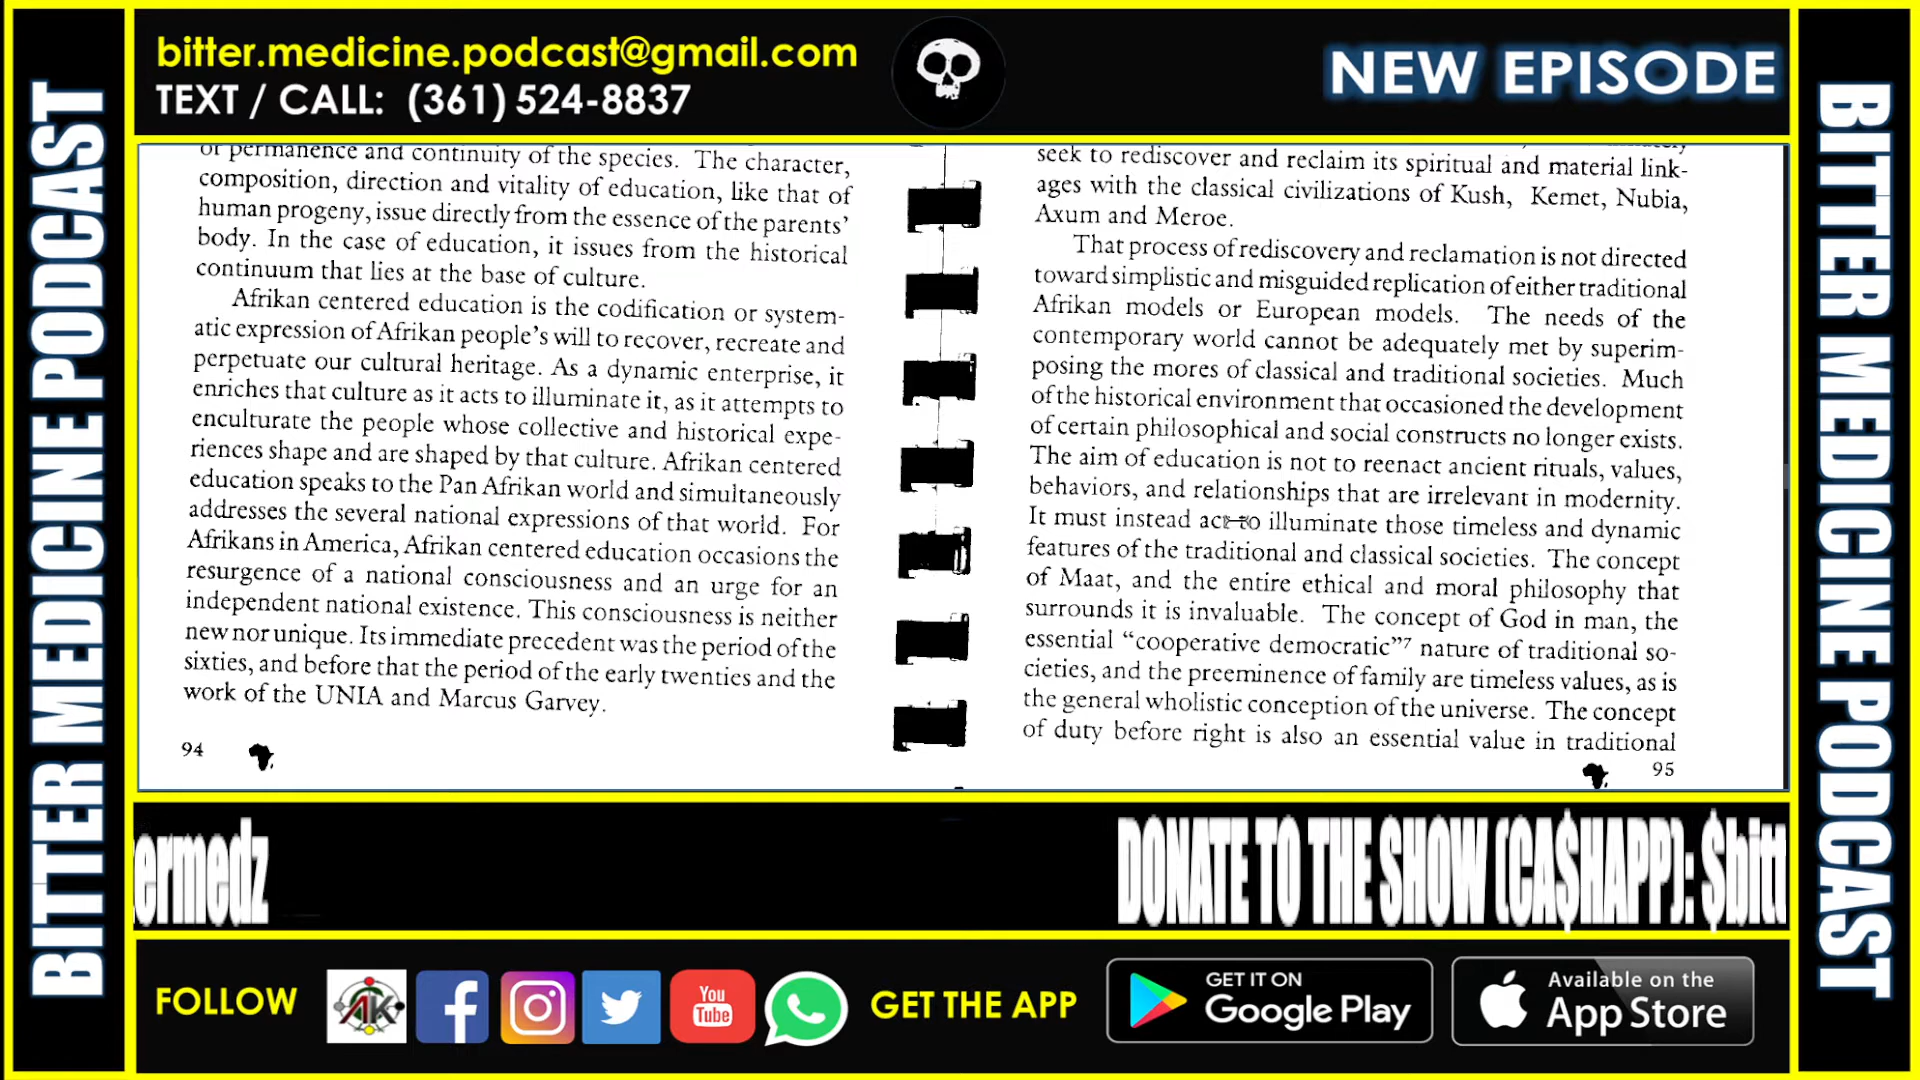 BITTER MEDICINE PODCAST
bitter.medicine.podcast@gmail.com
TEXT / CALL: (361) 524-8837
NEW EPISODE
of permanence and continuity of the species. The character,
composition, direction and vitality of education, like that of
human progeny, issue directly from the essence of the parents'
body. In the case of education, it issues from the historical
continuum that lies at the base of culture.
Afrikan centered education is the codification or system-
atic expression of Afrikan people's will to recover, recreate and
perpetuate our cultural heritage. As a dynamic enterprise, it
enriches that culture as it acts to illuminate it, as it attempts to
enculturate the people whose collective and historical expe-
riences shape and are shaped by that culture. Afrikan centered
education speaks to the Pan Afrikan world and simultaneously
addresses the several national expressions of that world. For
Afrikans in America, Afrikan centered education occasions the
resurgence of a national consciousness and an urge for an
independent national existence. This consciousness is neither
new nor unique. Its immediate precedent was the period of the
sixties, and before that the period of the early twenties and the
work of the UNIA and Marcus Garvey.
94
seek to rediscover and reclaim its spiritual and material link-
ages with the classical civilizations of Kush, Kemet, Nubia,
Axum and Meroe.
That process of rediscovery and reclamation is not directed
toward simplistic and misguided replication of either traditional
Afrikan models or European models. The needs of the
contemporary world cannot be adequately met by superim-
posing the mores of classical and traditional societies. Much
of the historical environment that occasioned the development
of certain philosophical and social constructs no longer exists.
The aim of education is not to reenact ancient rituals, values,
behaviors, and relationships that are irrelevant in modernity.
It must instead act to illuminate those timeless and dynamic
features of the traditional and classical societies. The concept
of Maat, and the entire ethical and moral philosophy that
surrounds it is invaluable. The concept of God in man, the
essential "cooperative democratic"7 nature of traditional so-
cieties, and the preeminence of family are timeless values, as is
the general wholistic conception of the universe. The concept
of duty before right is also an essential value in traditional
95
BITTER MEDICINE PODCAST
ermedz
DONATE TO THE SHOW (CA$HAPP): $bitt
FOLLOW
AK
You
Tube
GET THE APP
GET IT ON
Google Play
Available on the
App Store